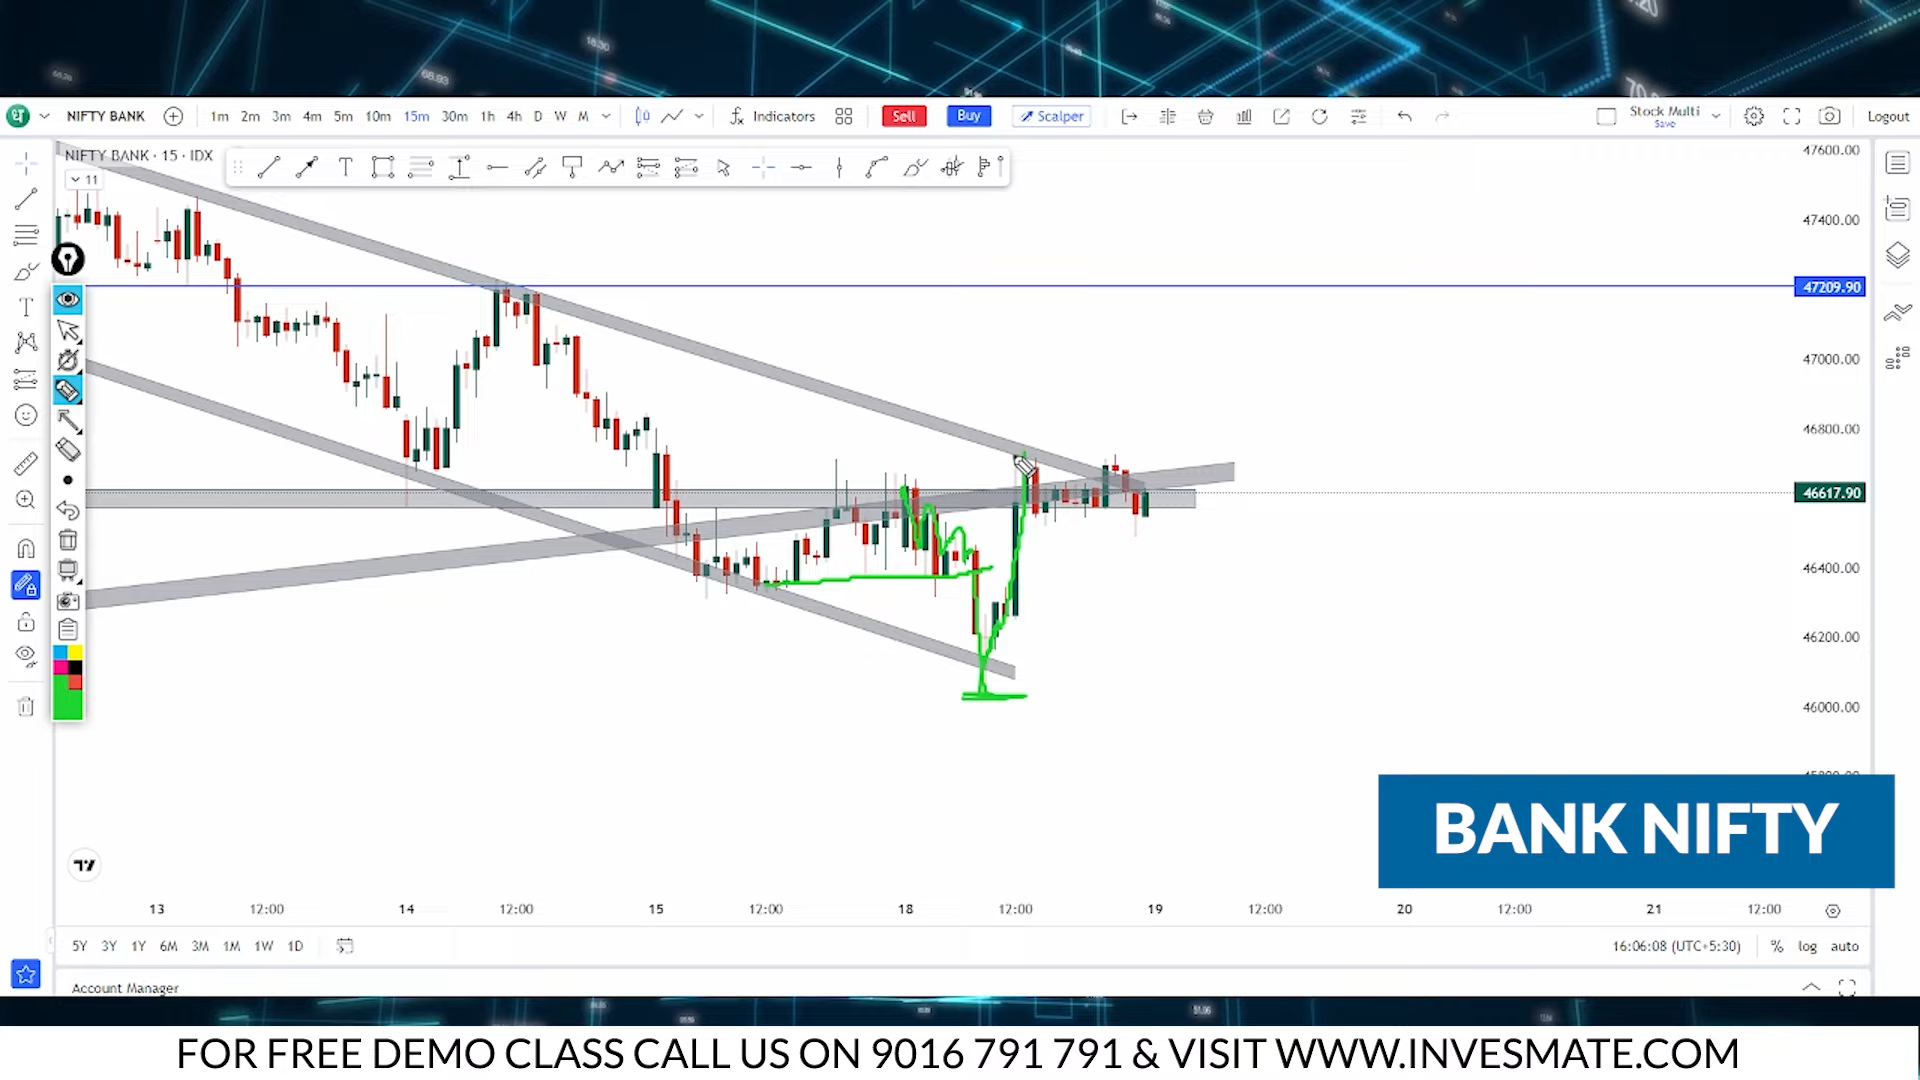 NIFTY BANK 1m 2m 3m 4m 5m 10m 15m 30m 1h 4h D W M Indicators Sell Buy Scalper Stock Multi Save Logout
NIFTY BANK · 15 · IDX
11
47600.00
47400.00
47209.90
47000.00
46800.00
46617.90
46400.00
46200.00
46000.00
BANK NIFTY
13 12:00 14 12:00 15 12:00 18 12:00 19 12:00 20 12:00 21 12:00
5Y 3Y 1Y 6M 3M 1M 1W 1D 16:06:08 (UTC+5:30) % log auto
Account Manager
FOR FREE DEMO CLASS CALL US ON 9016 791 791 & VISIT WWW.INVESMATE.COM